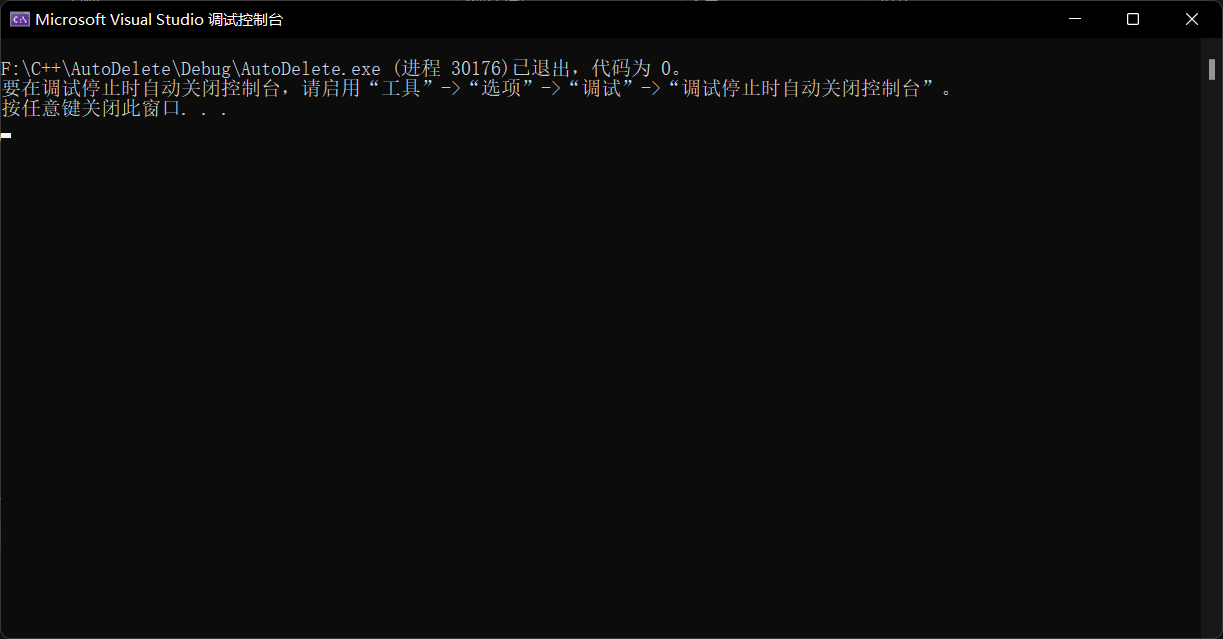 Microsoft Visual Studio 调试控制台
F:\C++\AutoDelete\Debug\AutoDelete.exe (进程 30176)已退出，代码为 0。
要在调试停止时自动关闭控制台，请启用“工具”->“选项”->“调试”->“调试停止时自动关闭控制台”。
按任意键关闭此窗口. . .